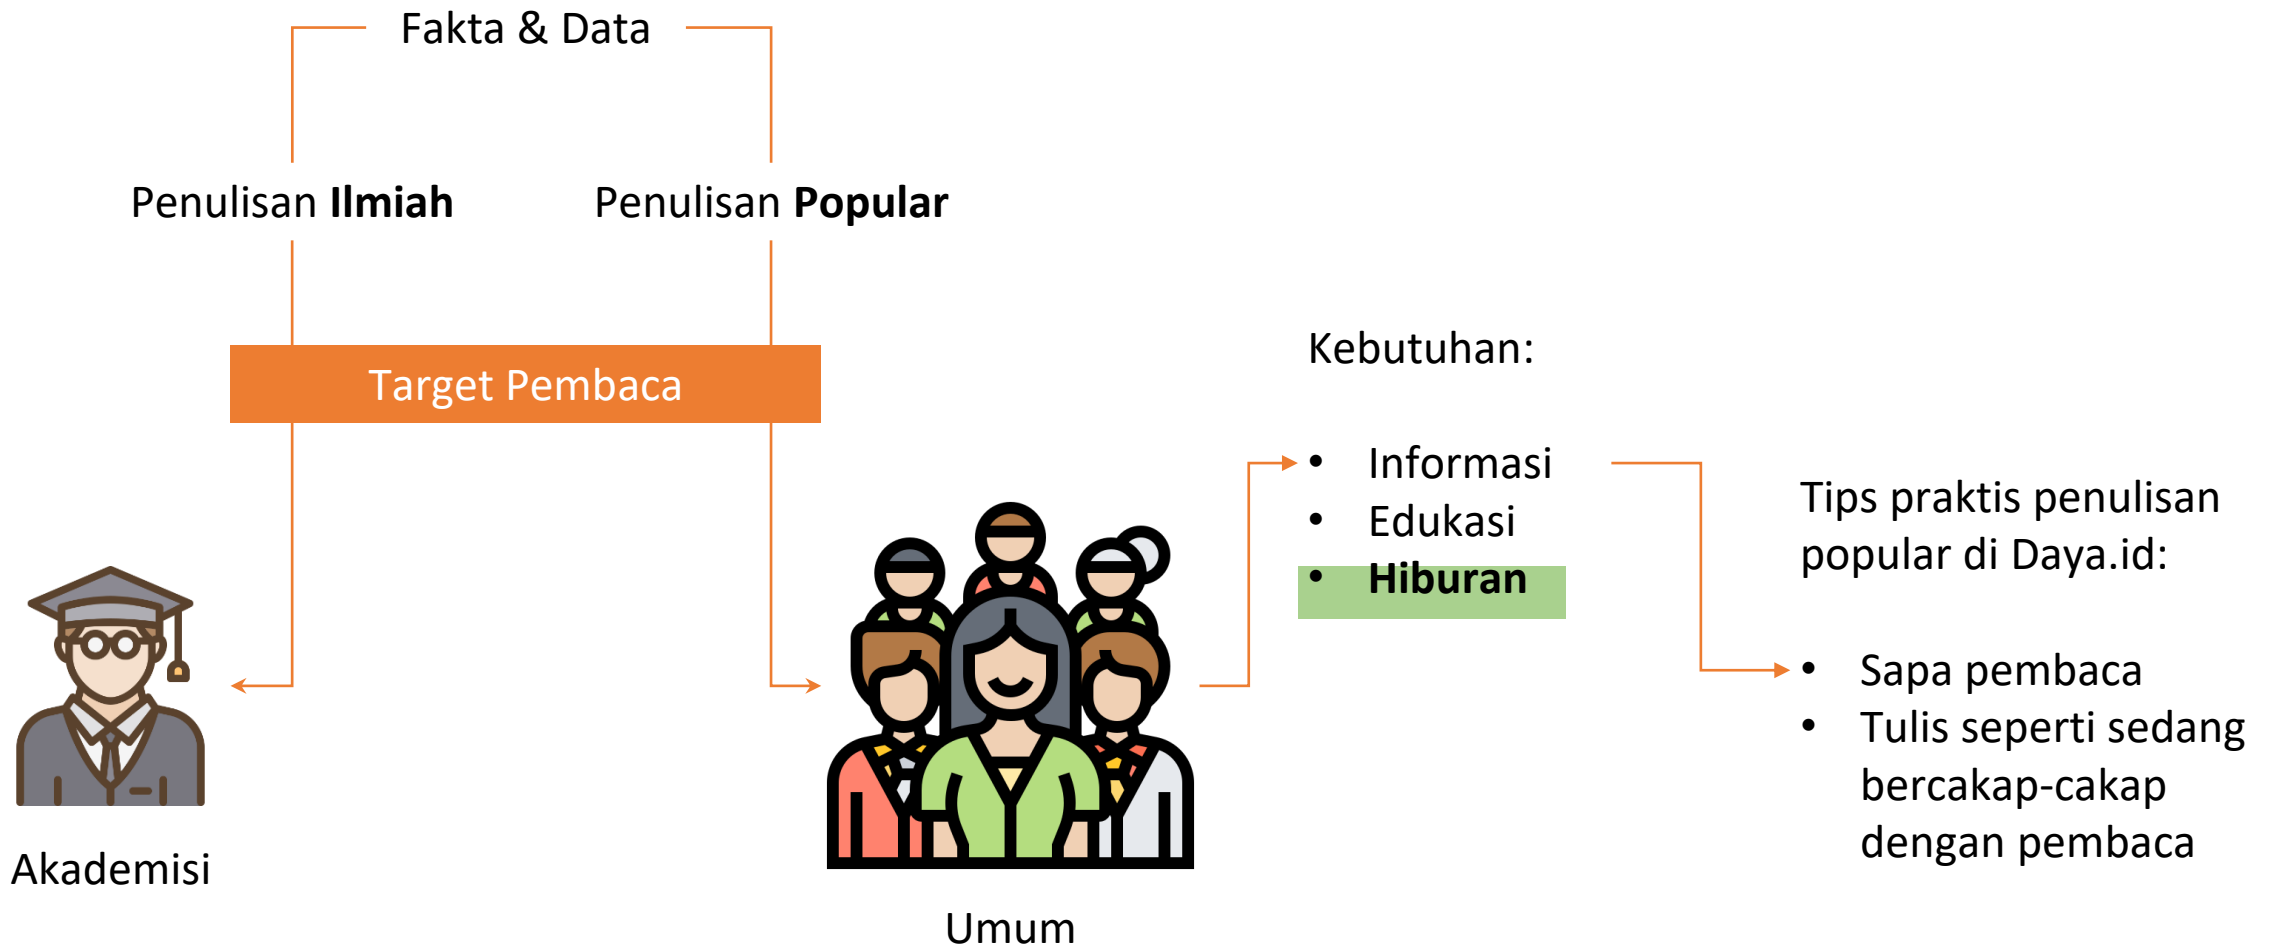 Fakta & Data
Penulisan Ilmiah
Penulisan Popular
Target Pembaca
Akademisi
Umum
Kebutuhan:
• Informasi
• Edukasi
• Hiburan
Tips praktis penulisan
popular di Daya.id:
• Sapa pembaca
• Tulis seperti sedang
bercakap-cakap
dengan pembaca